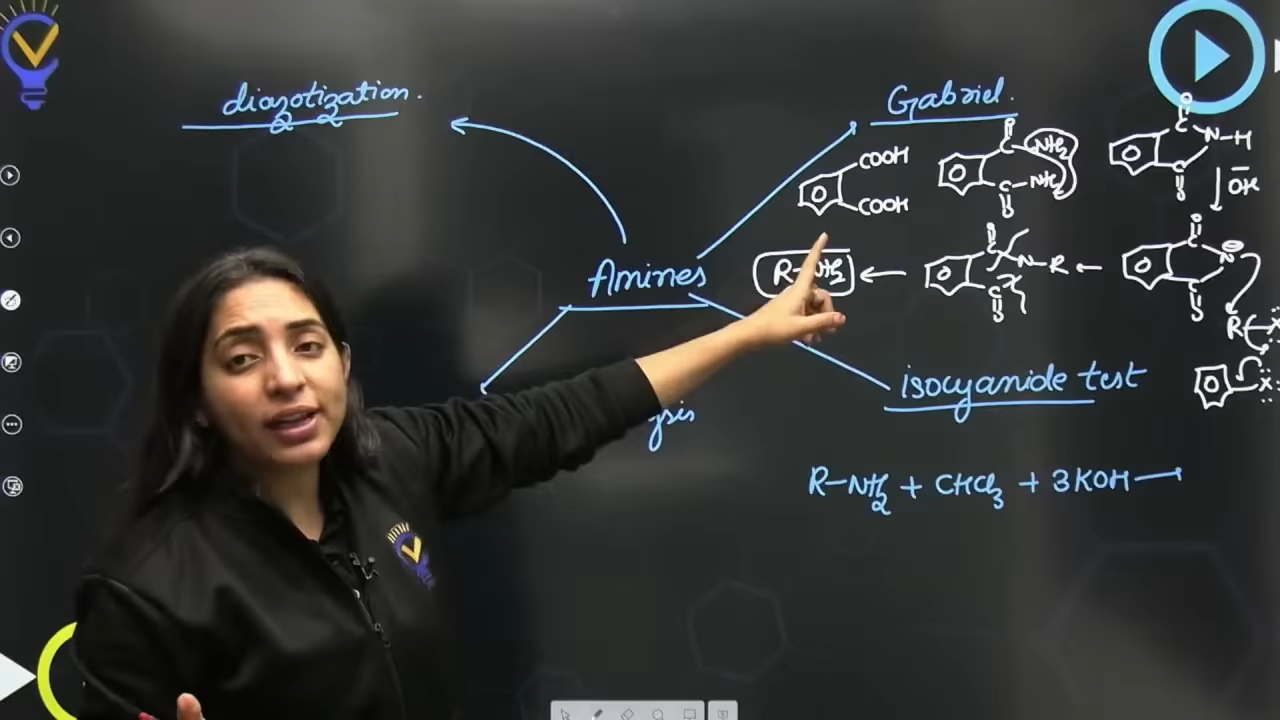 diazotization.
Gabriel.
COOH
COOH
C
NH2
C
NH2
O
O
C
N-H
C
O
O
OH
Amines
R-NH2
O
C
N-R
C
O
O
C
N
C
O
R-X
X
isocyanide test
R-NH2 + CHCl3 + 3KOH →